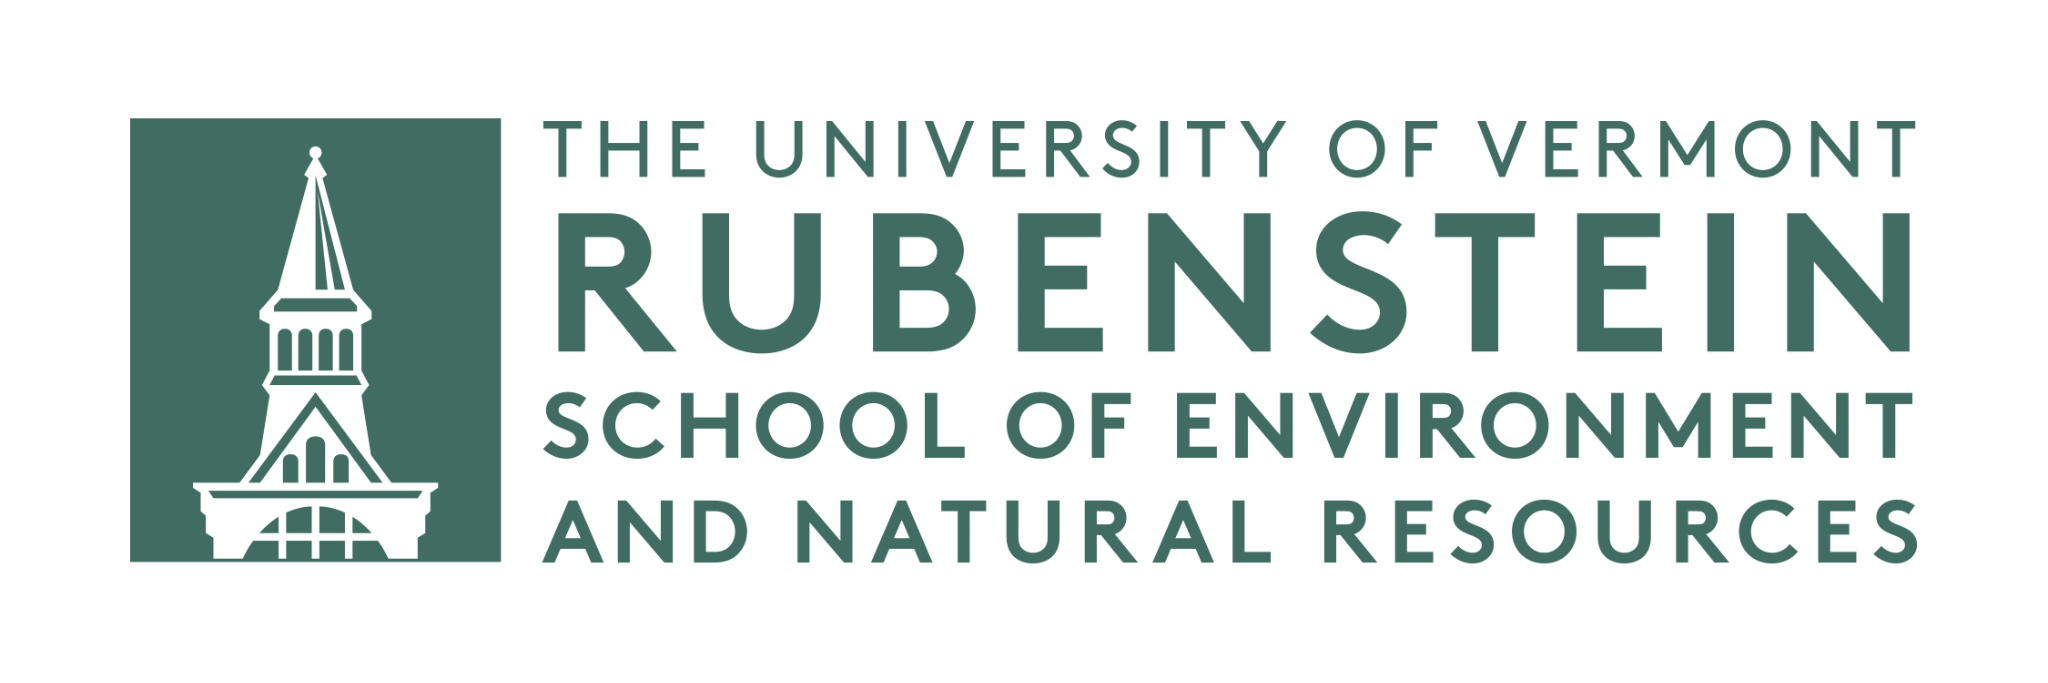 THE UNIVERSITY OF VERMONT
RUBENSTEIN
SCHOOL OF ENVIRONMENT
AND NATURAL RESOURCES